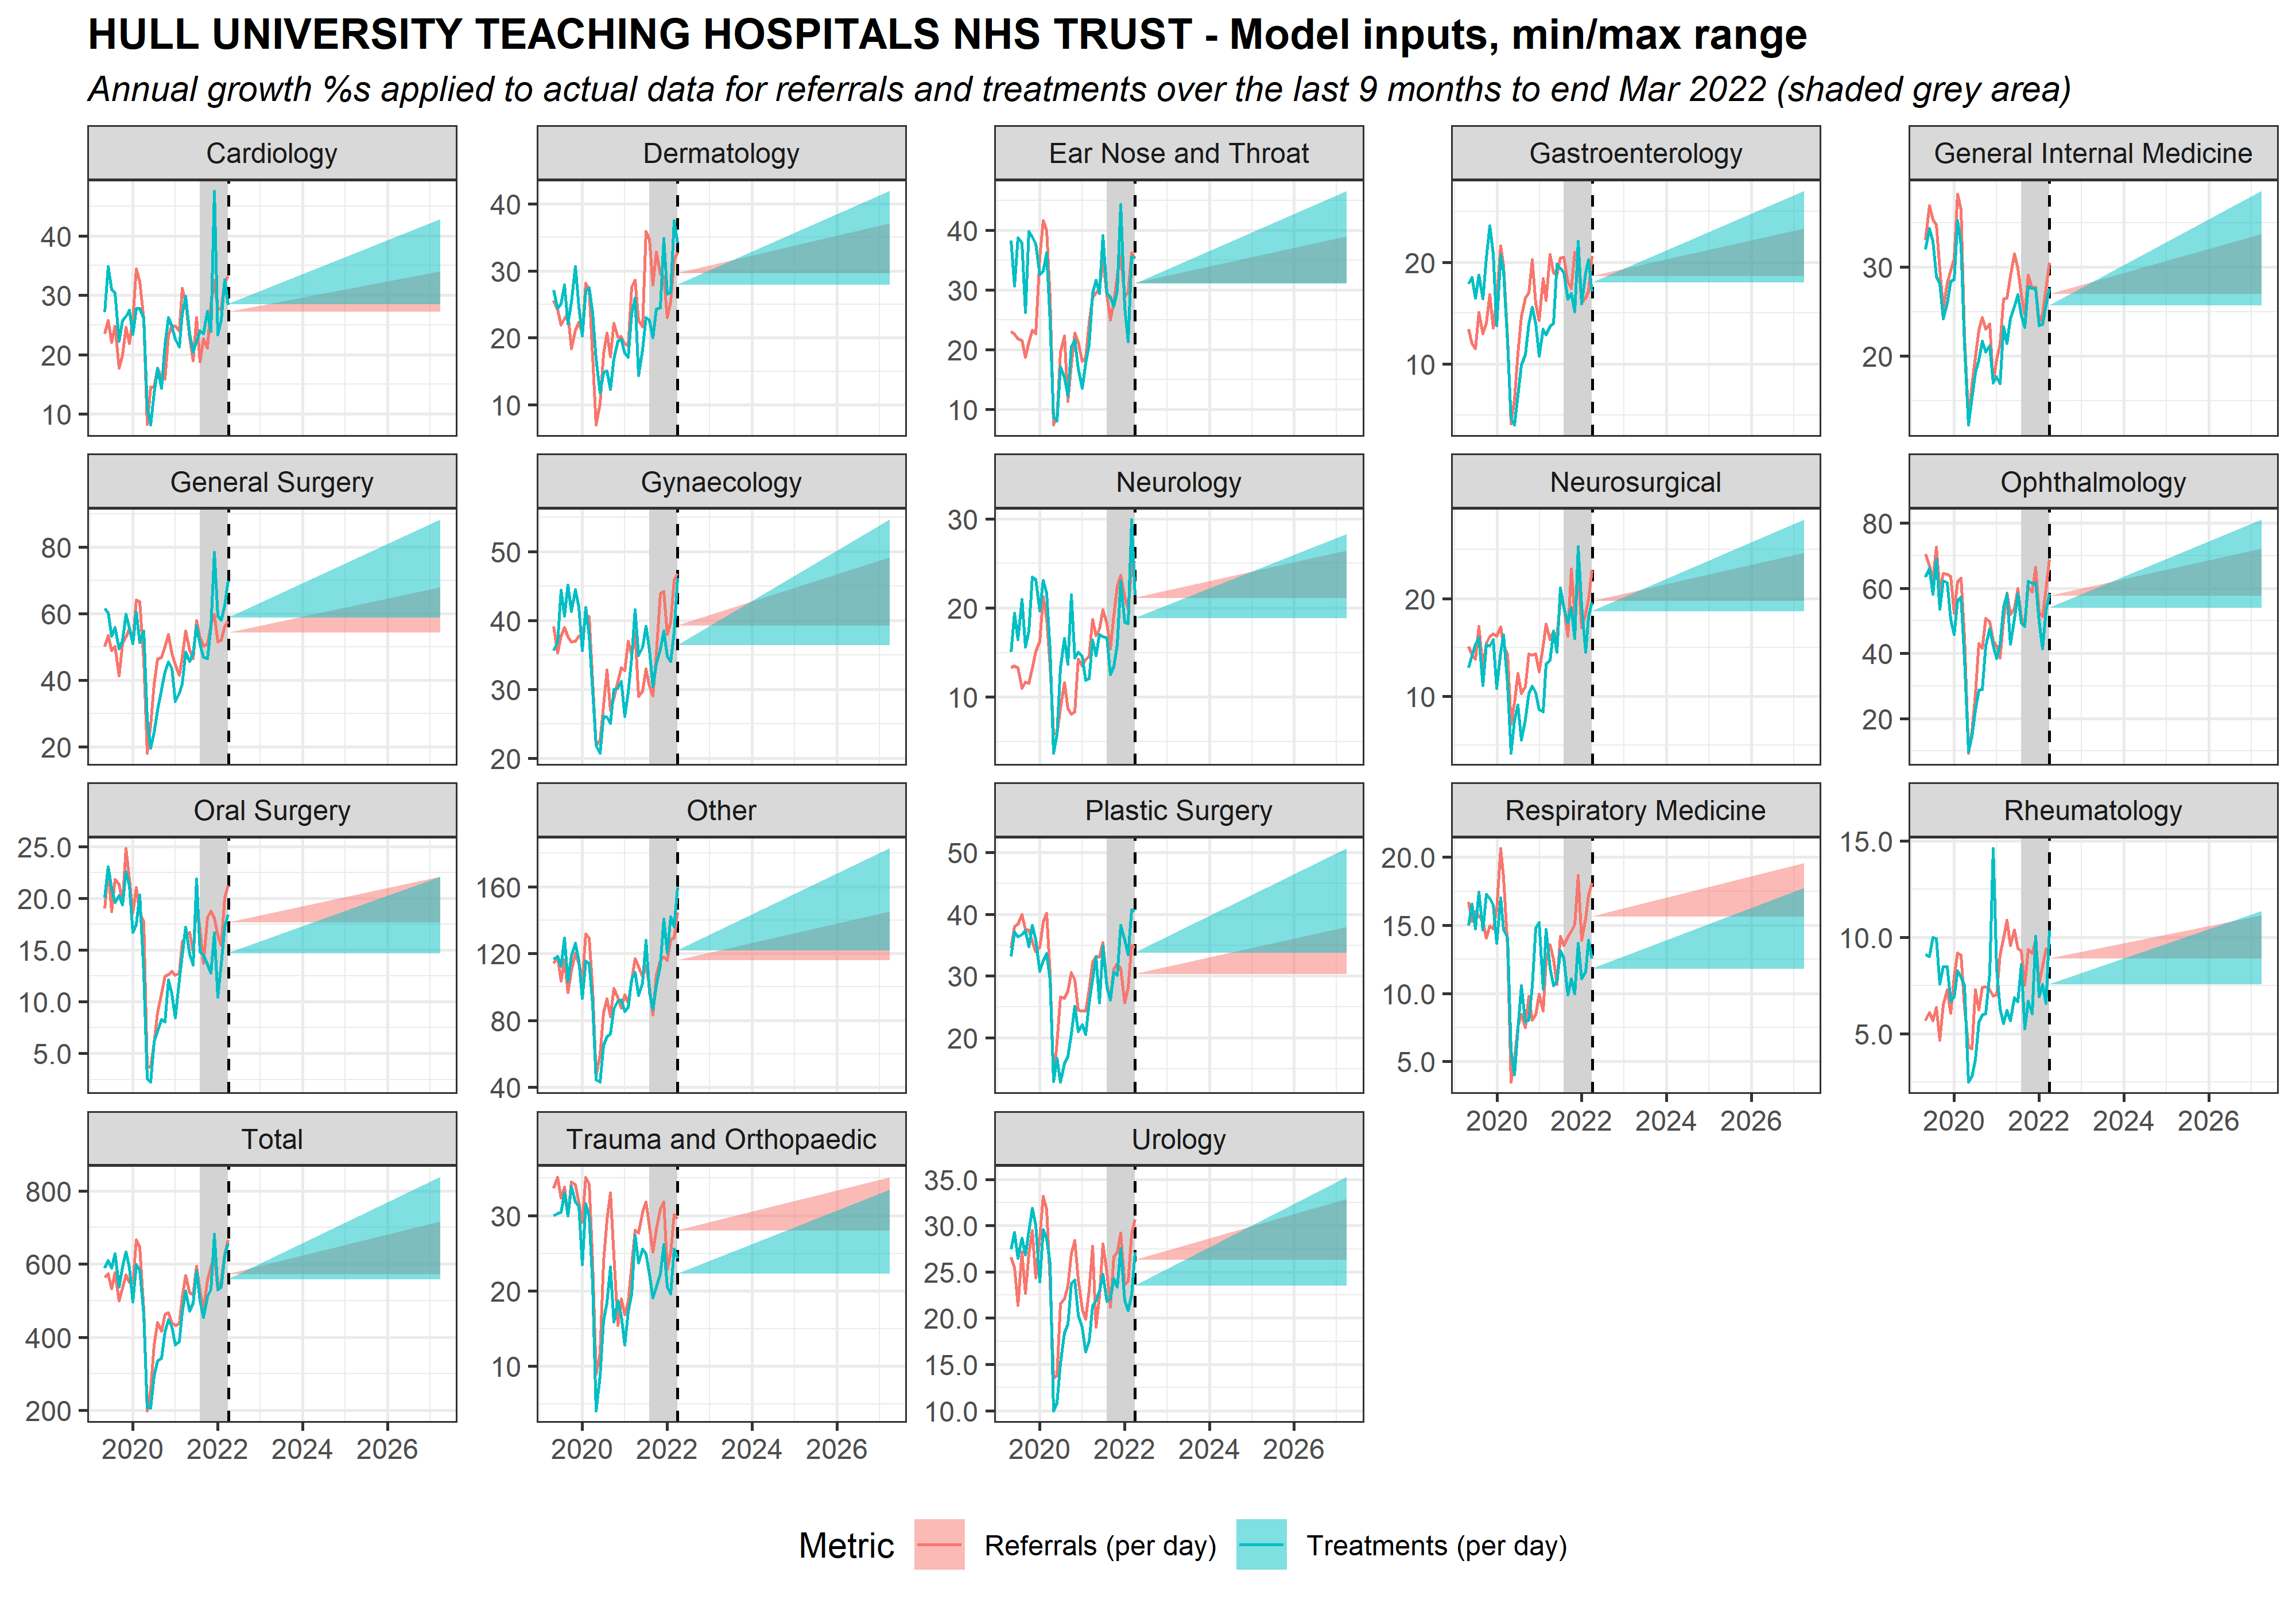 HULL UNIVERSITY TEACHING HOSPITALS NHS TRUST - Model inputs, min/max range
Annual growth %s applied to actual data for referrals and treatments over the last 9 months to end Mar 2022 (shaded grey area)
Cardiology
40
30
20
10
Dermatology
40
30
20
10
Ear Nose and Throat
40
30
20
10
Gastroenterology
20
10
General Internal Medicine
30
20
General Surgery
80
60
40
20
Gynaecology
50
40
30
20
Neurology
30
20
10
Neurosurgical
20
10
Ophthalmology
80
60
40
20
Oral Surgery
25.0
20.0
15.0
10.0
5.0
Other
160
120
80
40
Plastic Surgery
50
40
30
20
Respiratory Medicine
20.0
15.0
10.0
5.0
2020 2022 2024 2026
Rheumatology
15.0
10.0
5.0
2020 2022 2024 2026
Total
800
600
400
200
2020 2022 2024 2026
Trauma and Orthopaedic
30
20
10
2020 2022 2024 2026
Urology
35.0
30.0
25.0
20.0
15.0
10.0
2020 2022 2024 2026
Metric Referrals (per day) Treatments (per day)